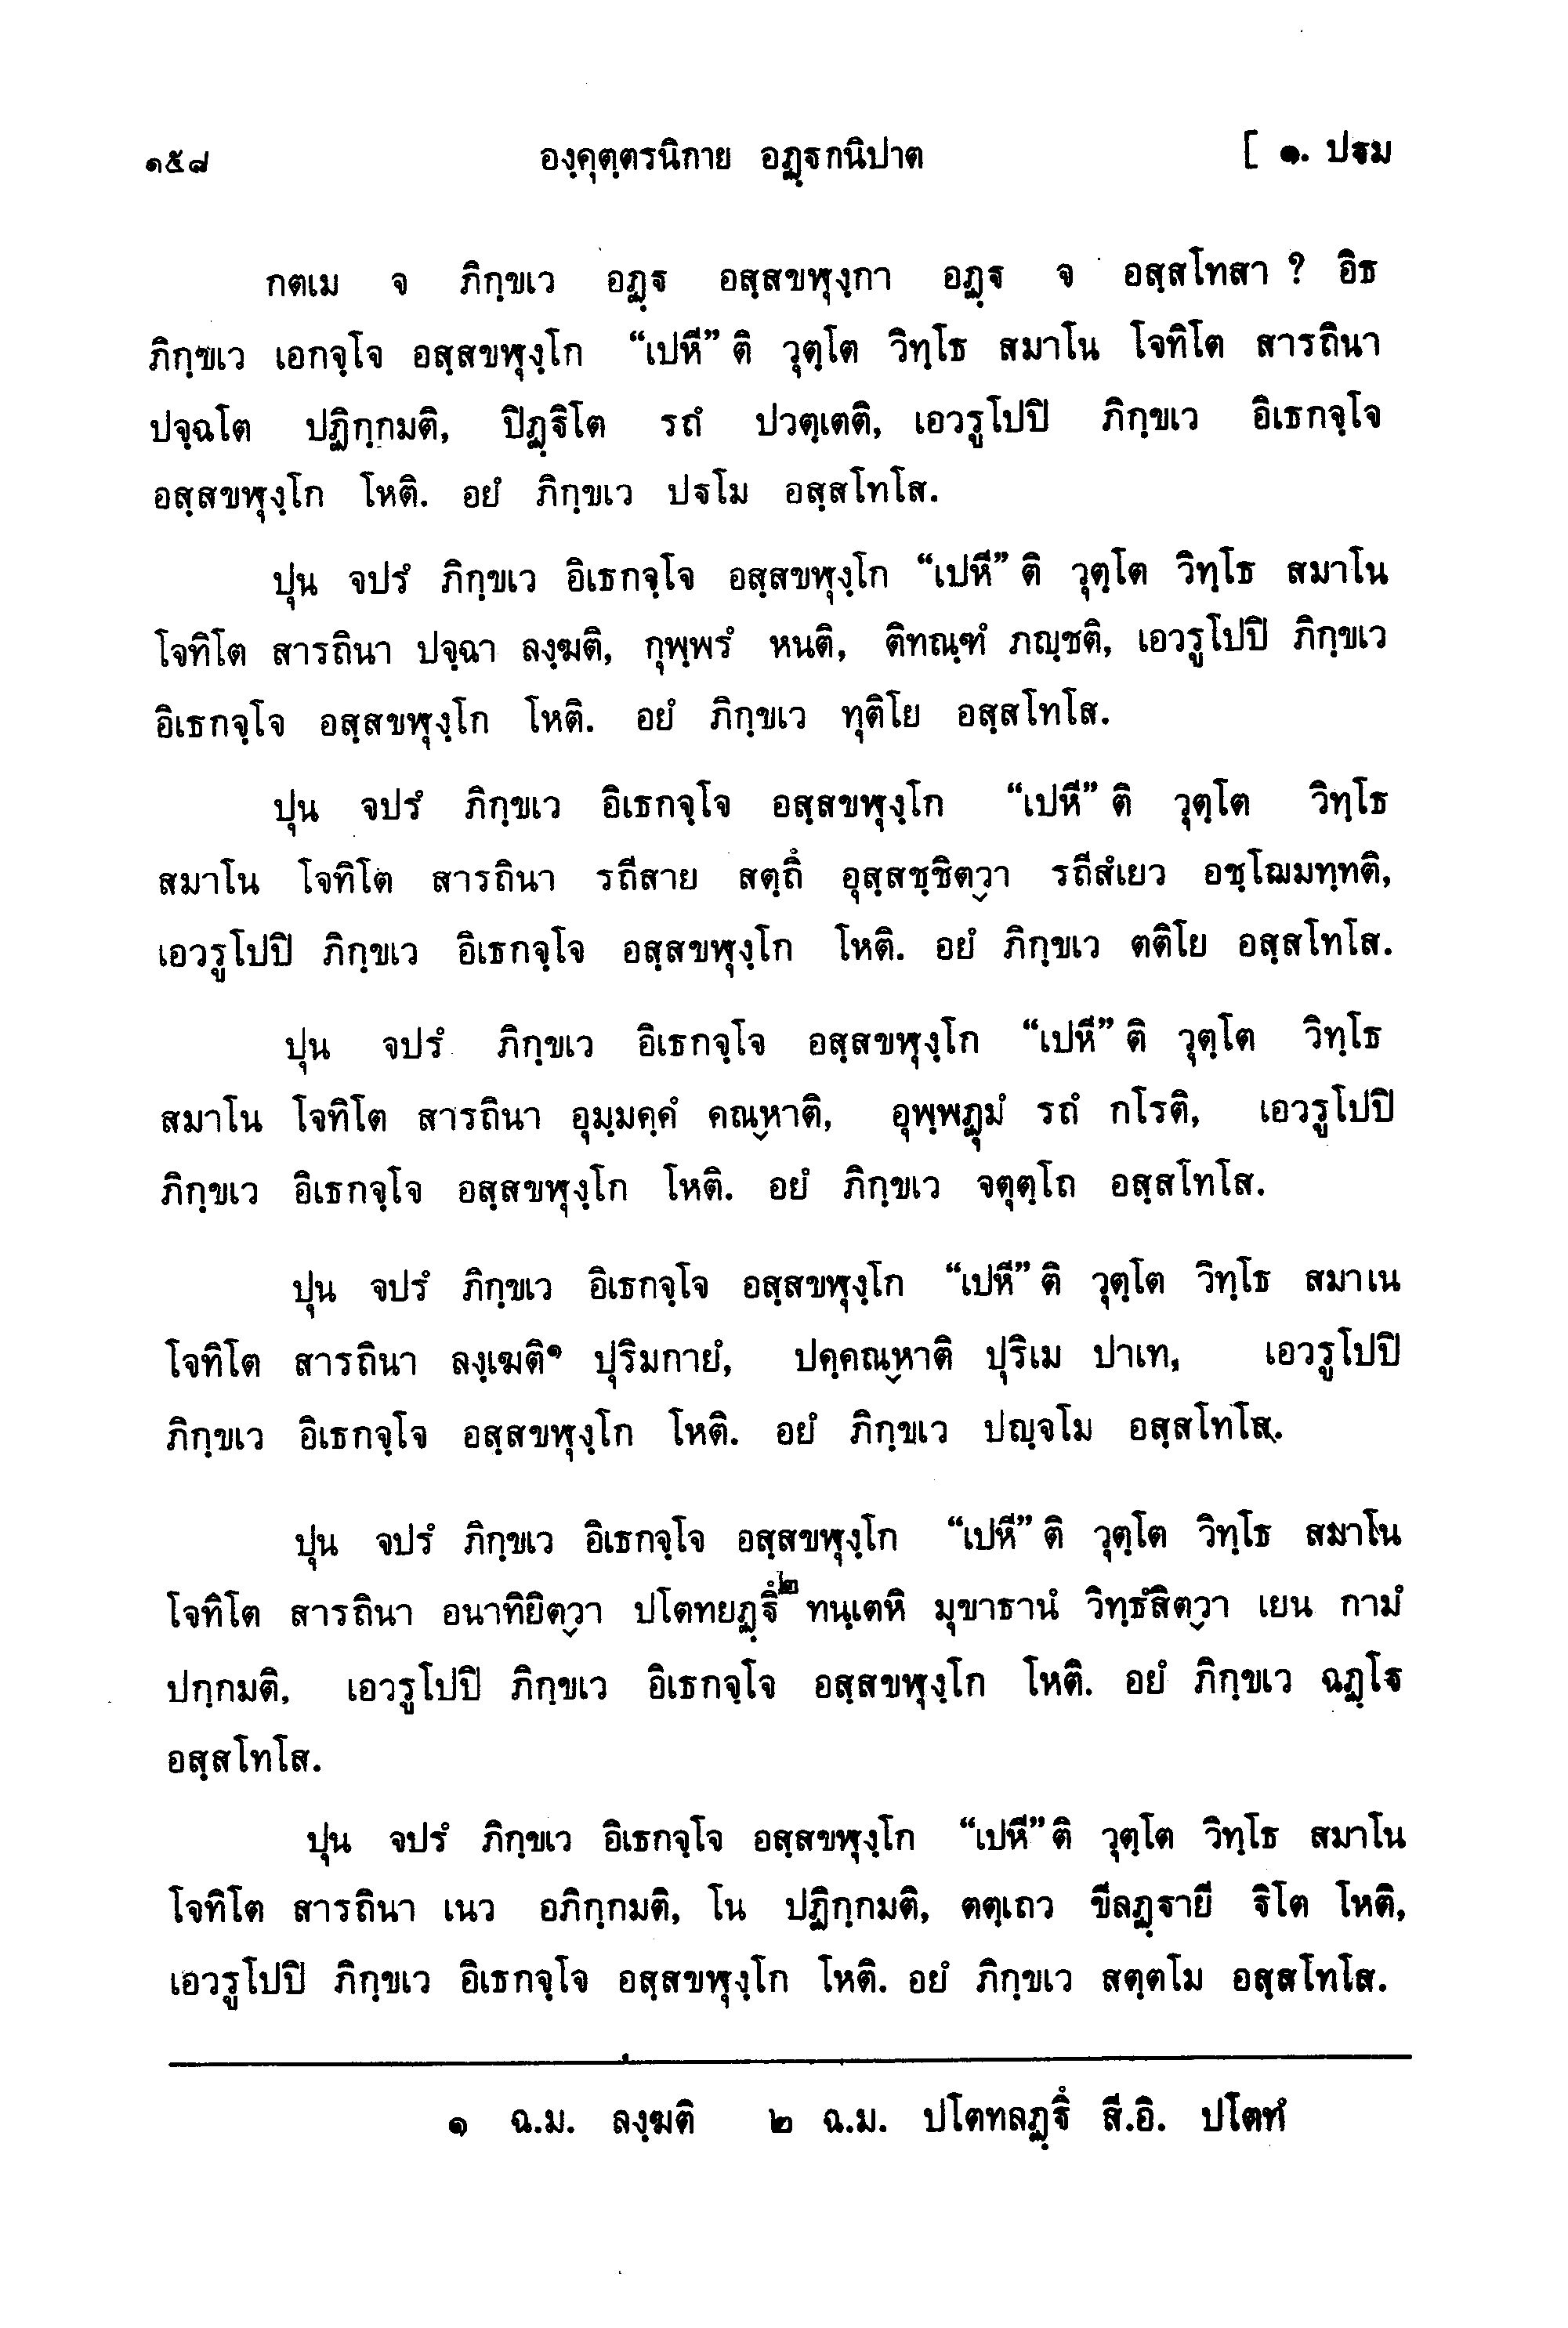 ๑๕๘ องฺคุตฺตรนิกาย อฏฺฐกนิปาต [ ๑. ปฐม
กตเม จ ภิกฺขเว อฏฺฐ อสฺสขฬุงฺกา อฏฺฐ จ อสฺสโทสา ? อิธ
ภิกฺขเว เอกจฺโจ อสฺสขฬุงฺโก “เปหี” ติ วุตฺโต วิทฺโธ สมาโน โจทิโต สารถินา
ปจฺฉโต ปฏิกฺกมติ, ปิฏฺฐิโต รถํ ปวตฺเตติ, เอวรูโปปิ ภิกฺขเว อิเธกจฺโจ
อสฺสขฬุงฺโก โหติ. อยํ ภิกฺขเว ปฐโม อสฺสโทโส.
ปุน จปรํ ภิกฺขเว อิเธกจฺโจ อสฺสขฬุงฺโก “เปหี” ติ วุตฺโต วิทฺโธ สมาโน
โจทิโต สารถินา ปจฺฉา ลงฺฆติ, กุพฺพรํ หนติ, ติทณฺฑํ ภญฺชติ, เอวรูโปปิ ภิกฺขเว
อิเธกจฺโจ อสฺสขฬุงฺโก โหติ. อยํ ภิกฺขเว ทุติโย อสฺสโทโส.
ปุน จปรํ ภิกฺขเว อิเธกจฺโจ อสฺสขฬุงฺโก “เปหี” ติ วุตฺโต วิทฺโธ
สมาโน โจทิโต สารถินา รถีสาย สตฺถิํ อุสฺสชฺชิตฺวา รถีสํเยว อชฺโฌมทฺทติ,
เอวรูโปปิ ภิกฺขเว อิเธกจฺโจ อสฺสขฬุงฺโก โหติ. อยํ ภิกฺขเว ตติโย อสฺสโทโส.
ปุน จปรํ ภิกฺขเว อิเธกจฺโจ อสฺสขฬุงฺโก “เปหี” ติ วุตฺโต วิทฺโธ
สมาโน โจทิโต สารถินา อุมฺมคฺคํ คณฺหาติ, อุพฺพฏุมํ รถํ กโรติ, เอวรูโปปิ
ภิกฺขเว อิเธกจฺโจ อสฺสขฬุงฺโก โหติ. อยํ ภิกฺขเว จตุตฺโถ อสฺสโทโส.
ปุน จปรํ ภิกฺขเว อิเธกจฺโจ อสฺสขฬุงฺโก “เปหี” ติ วุตฺโต วิทฺโธ สมาเน
โจทิโต สารถินา ลงฺเฆติ๑ ปุริมกายํ, ปคฺคณฺหาติ ปุริเม ปาเท, เอวรูโปปิ
ภิกฺขเว อิเธกจฺโจ อสฺสขฬุงฺโก โหติ. อยํ ภิกฺขเว ปญฺจโม อสฺสโทโส.
ปุน จปรํ ภิกฺขเว อิเธกจฺโจ อสฺสขฬุงฺโก “เปหี” ติ วุตฺโต วิทฺโธ สมาโน
โจทิโต สารถินา อนาทิยิตฺวา ปโตทยฏฺฐิํ๒ ทนฺเตหิ มุขาธานํ วิทฺธํสิตฺวา เยน กามํ
ปกฺกมติ, เอวรูโปปิ ภิกฺขเว อิเธกจฺโจ อสฺสขฬุงฺโก โหติ. อยํ ภิกฺขเว ฉฏฺโฐ
อสฺสโทโส.
ปุน จปรํ ภิกฺขเว อิเธกจฺโจ อสฺสขฬุงฺโก “เปหี” ติ วุตฺโต วิทฺโธ สมาโน
โจทิโต สารถินา เนว อภิกฺกมติ, โน ปฏิกฺกมติ, ตตฺเถว ขีลฏฺฐายี ฐิโต โหติ,
เอวรูโปปิ ภิกฺขเว อิเธกจฺโจ อสฺสขฬุงฺโก โหติ. อยํ ภิกฺขเว สตฺตโม อสฺสโทโส.
๑ ฉ.ม. ลงฺฆติ ๒ ฉ.ม. ปโตทลฏฺฐิํ สี.อิ. ปโตทํ